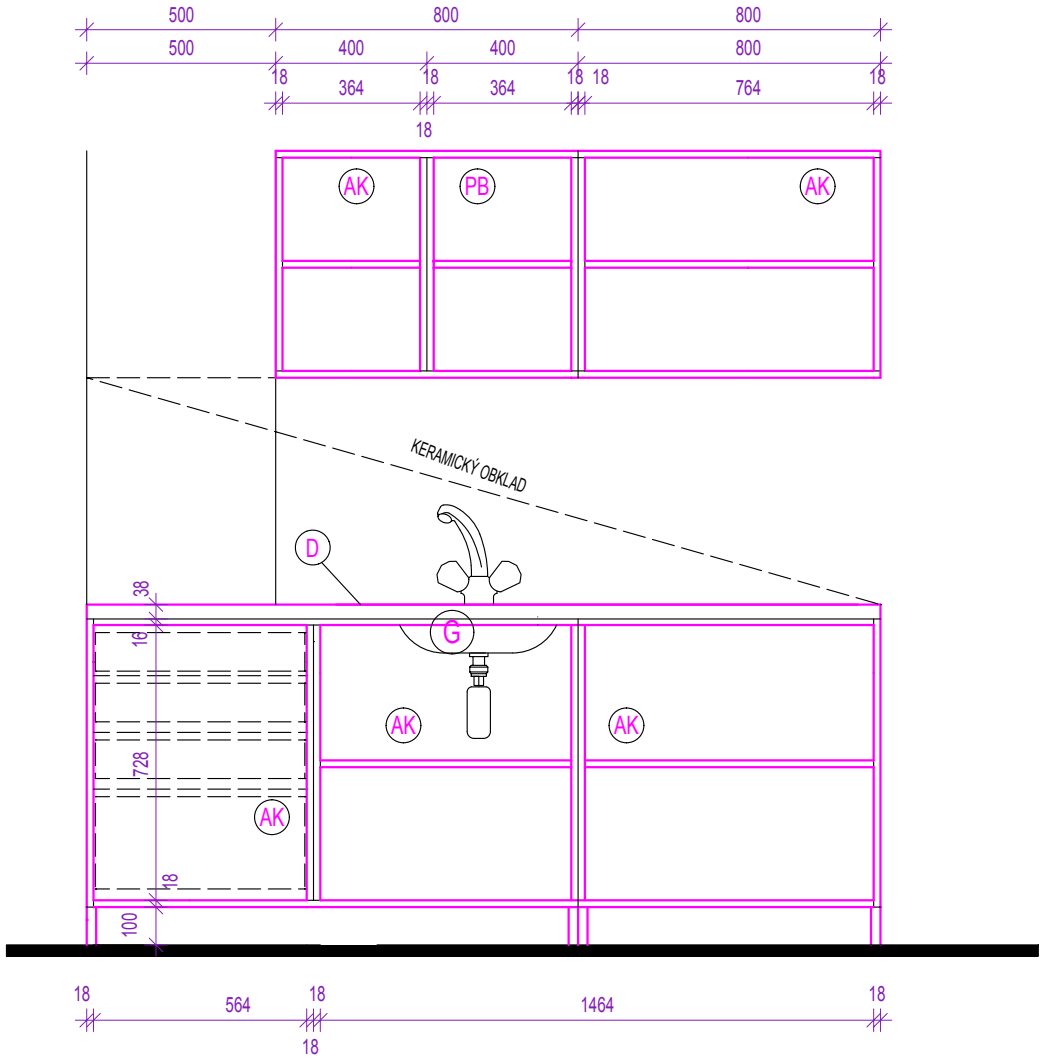 500 800 800
500 400 400 800
18 364 18 364 18 18 764 18
18
AK PB AK
KERAMICKÝ OBKLAD
D
38
G
16
AK AK
728
AK
18
100
18 564 18 1464 18
18